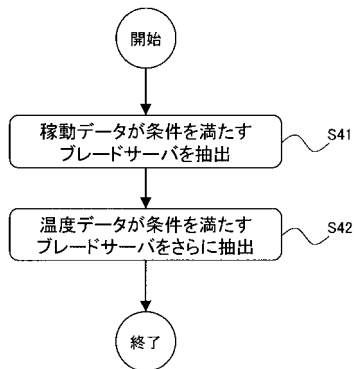 開始
稼動データが条件を満たす
ブレードサーバを抽出
S41
温度データが条件を満たす
ブレードサーバをさらに抽出
S42
終了